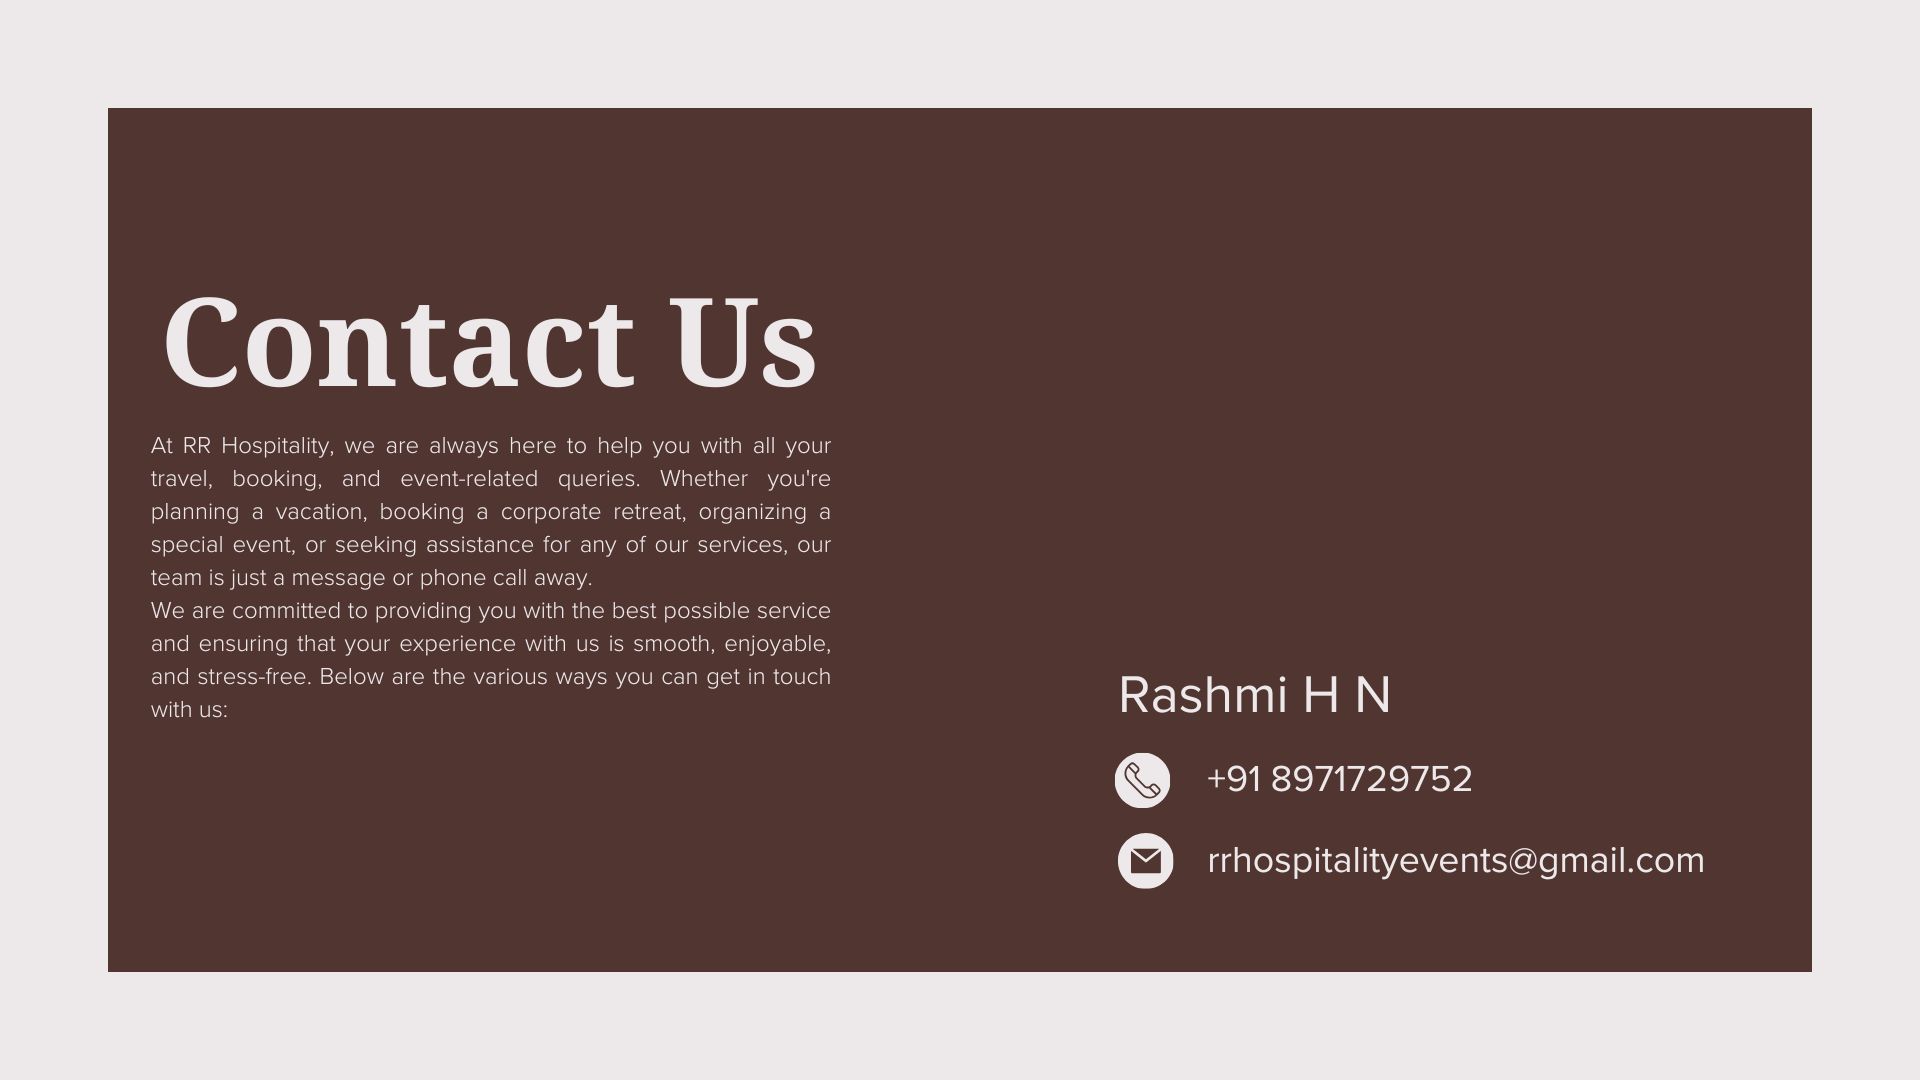 Contact Us
At RR Hospitality, we are always here to help you with all your
travel, booking, and event-related queries. Whether you're
planning a vacation, booking a corporate retreat, organizing a
special event, or seeking assistance for any of our services, our
team is just a message or phone call away.
We are committed to providing you with the best possible service
and ensuring that your experience with us is smooth, enjoyable,
and stress-free. Below are the various ways you can get in touch
with us:
Rashmi H N
+91 8971729752
rrhospitalityevents@gmail.com